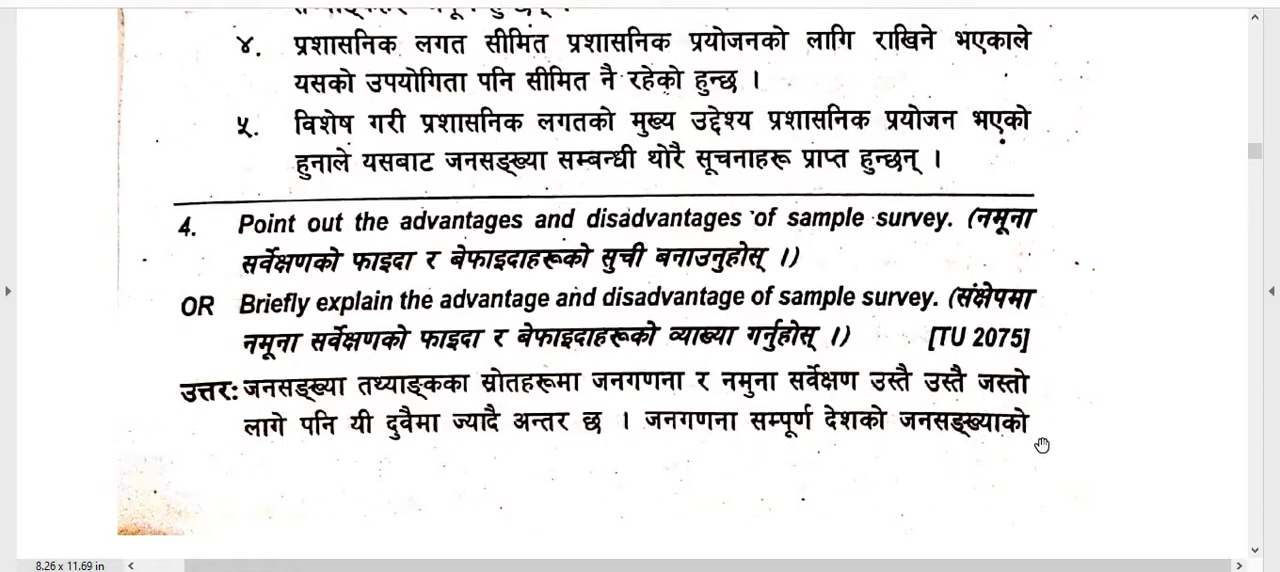 ४. प्रशासनिक लगत सीमित प्रशासनिक प्रयोजनको लागि राखिने भएकाले
यसको उपयोगिता पनि सीमित नै रहेको हुन्छ ।
५. विशेष गरी प्रशासनिक लगतको मुख्य उद्देश्य प्रशासनिक प्रयोजन भएको
हुनाले यसबाट जनसङ्ख्या सम्बन्धी थोरै सूचनाहरू प्राप्त हुन्छन् ।
4. Point out the advantages and disadvantages of sample survey. (नमूना
सर्वेक्षणको फाइदा र बेफाइदाहरूको सुची बनाउनुहोस् ।)
OR Briefly explain the advantage and disadvantage of sample survey. (संक्षेपमा
नमूना सर्वेक्षणको फाइदा र बेफाइदाहरूको व्याख्या गर्नुहोस् ।) [TU 2075]
उत्तर: जनसङ्ख्या तथ्याङ्कका स्रोतहरूमा जनगणना र नमुना सर्वेक्षण उस्तै उस्तै जस्तो
लागे पनि यी दुवैमा ज्यादै अन्तर छ । जनगणना सम्पूर्ण देशको जनसङ्ख्याको
8.26 x 11.69 in